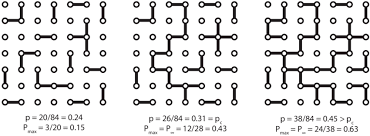 p = 20/84 = 0.24
P_max = 3/20 = 0.15
p = 26/84 = 0.31 = p_c
P_max = P_∞ = 12/28 = 0.43
p = 38/84 = 0.45 > p_c
P_max = P_∞ = 24/38 = 0.63